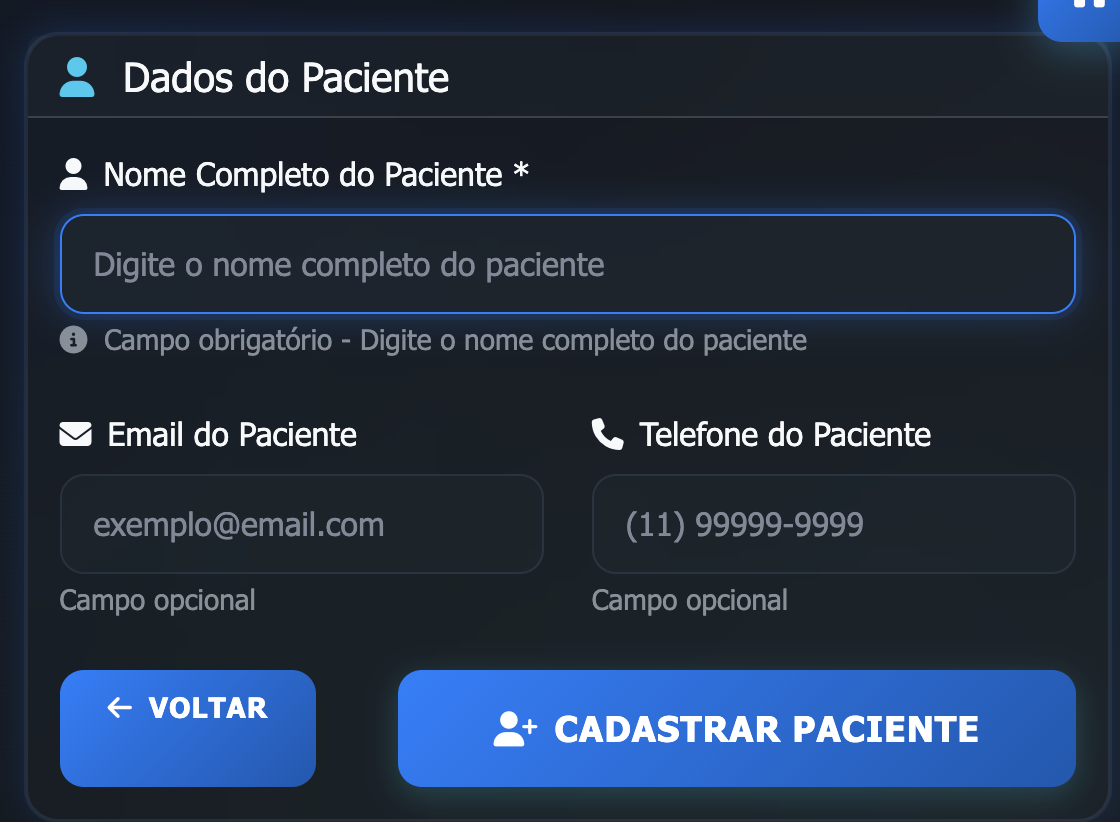 Dados do Paciente
Nome Completo do Paciente *
Digite o nome completo do paciente
Campo obrigatório - Digite o nome completo do paciente
Email do Paciente
Telefone do Paciente
exemplo@email.com
(11) 99999-9999
Campo opcional
Campo opcional
VOLTAR
CADASTRAR PACIENTE